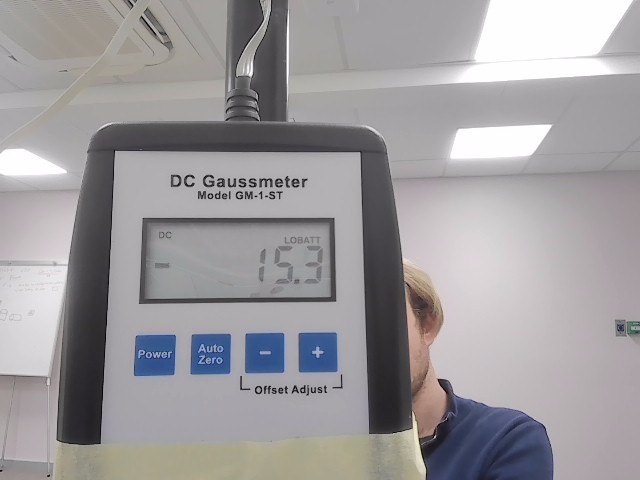 DC Gaussmeter
Model GM-1-ST
DC
LOBATT
- 15.3
Power
Auto
Zero
-
+
Offset Adjust